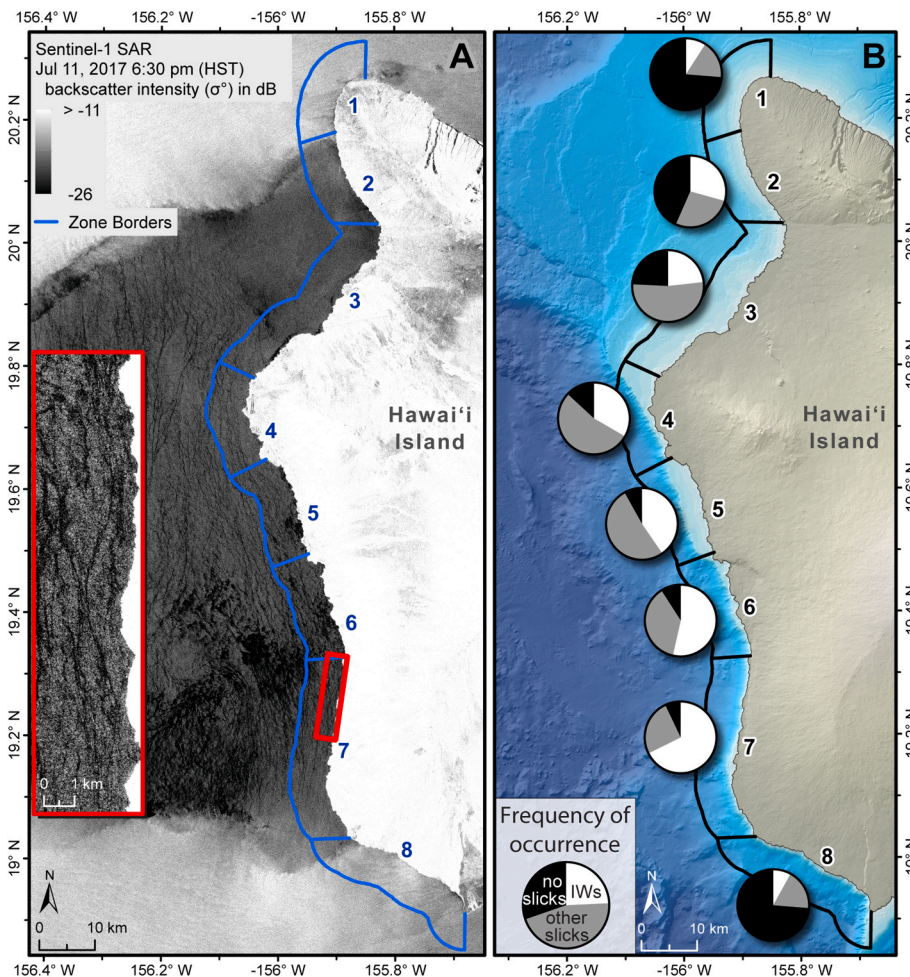 156.4° W
156.2° W
-156° W
155.8° W
156.2° W
-156° W
155.8° W
Sentinel-1 SAR
Jul 11, 2017 6:30 pm (HST)
backscatter intensity (σ°) in dB
> -11
-26
Zone Borders
A
1
2
3
4
5
6
7
8
Hawai‘i
Island
20.2° N
20° N
19.8° N
19.6° N
19.4° N
19.2° N
19° N
0 1 km
N
0 10 km
B
1
2
3
4
5
6
7
8
Hawai‘i
Island
Frequency of
occurrence
no
slicks
IWs
other
slicks
N
0 10 km
156.4° W
156.2° W
-156° W
155.8° W
156.2° W
-156° W
155.8° W